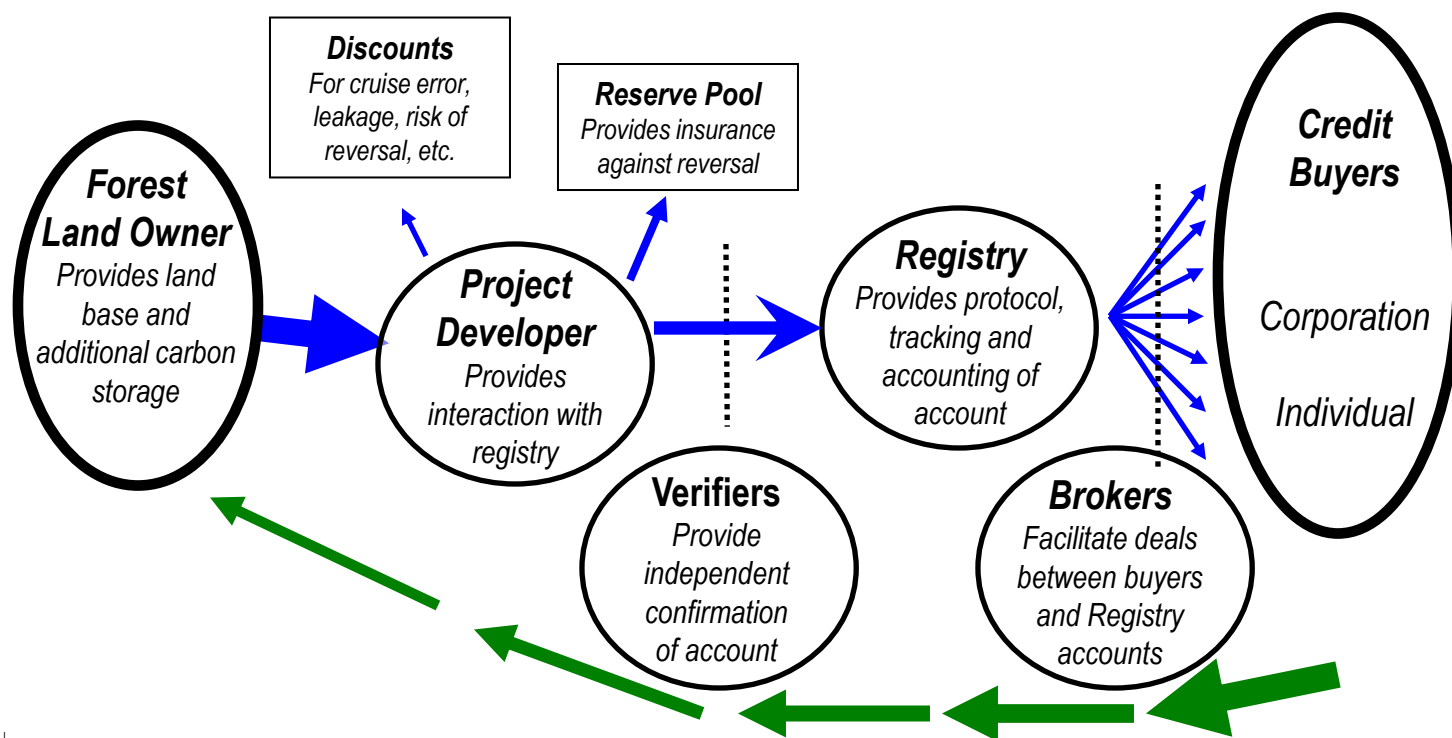 Discounts
For cruise error,
leakage, risk of
reversal, etc.
Reserve Pool
Provides insurance
against reversal
Forest
Land Owner
Provides land
base and
additional carbon
storage
Project
Developer
Provides
interaction with
registry
Registry
Provides protocol,
tracking and
accounting of
account
Credit
Buyers
Corporation
Individual
Verifiers
Provide
independent
confirmation
of account
Brokers
Facilitate deals
between buyers
and Registry
accounts